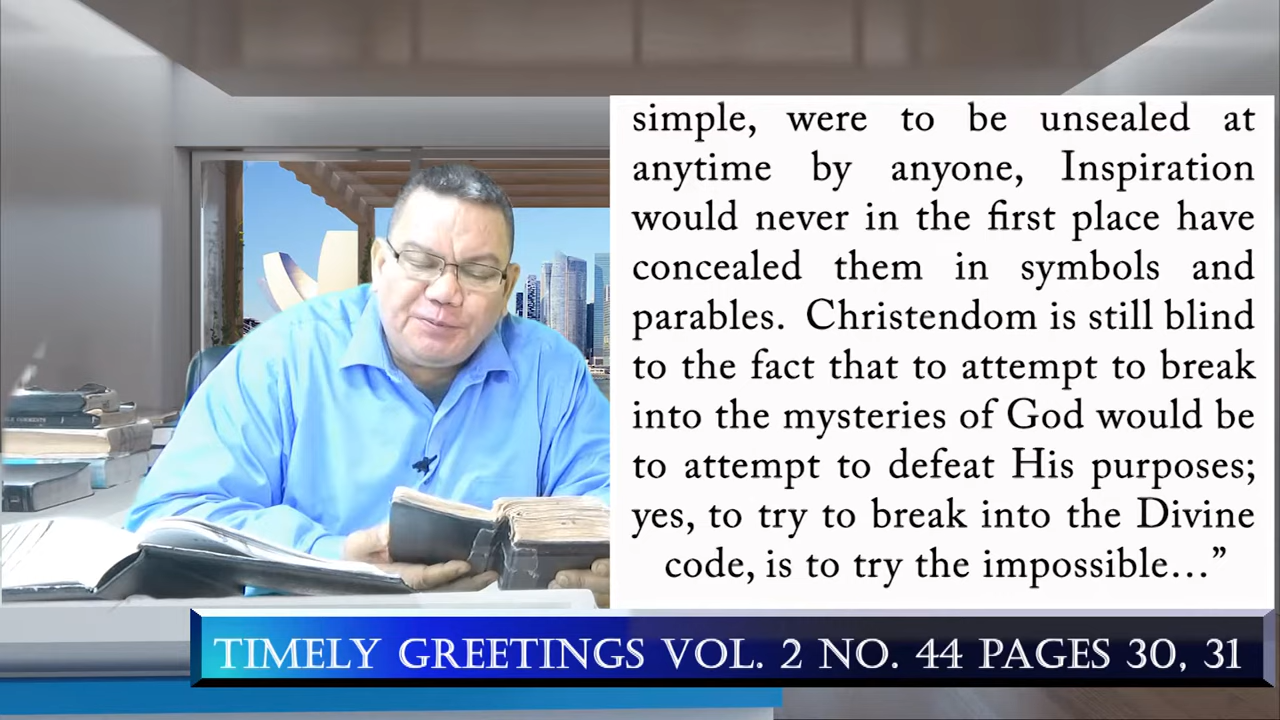 simple, were to be unsealed at
anytime by anyone, Inspiration
would never in the first place have
concealed them in symbols and
parables. Christendom is still blind
to the fact that to attempt to break
into the mysteries of God would be
to attempt to defeat His purposes;
yes, to try to break into the Divine
code, is to try the impossible…”
TIMELY GREETINGS VOL. 2 NO. 44 PAGES 30, 31